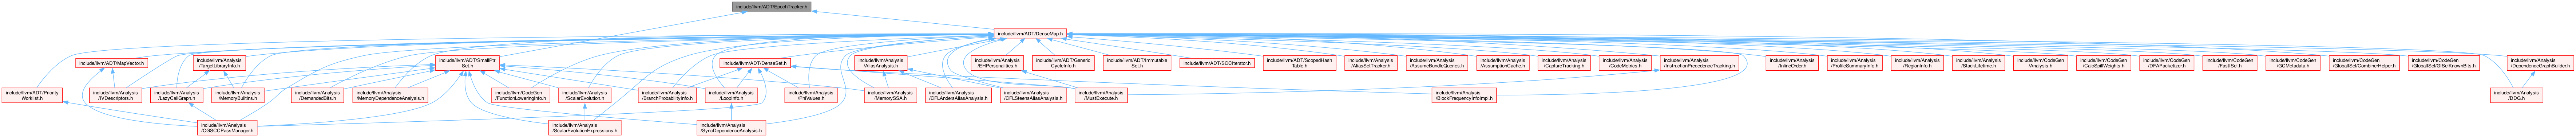 include/llvm/ADT/EpochTracker.h
include/llvm/ADT/DenseMap.h
include/llvm/ADT/MapVector.h
include/llvm/Analysis
/TargetLibraryInfo.h
include/llvm/ADT/SmallPtr
Set.h
include/llvm/ADT/DenseSet.h
include/llvm/Analysis
/AliasAnalysis.h
include/llvm/Analysis
/EHPersonalities.h
include/llvm/ADT/Generic
CycleInfo.h
include/llvm/ADT/Immutable
Set.h
include/llvm/ADT/SCCIterator.h
include/llvm/ADT/ScopedHash
Table.h
include/llvm/Analysis
/AliasSetTracker.h
include/llvm/Analysis
/AssumeBundleQueries.h
include/llvm/Analysis
/AssumptionCache.h
include/llvm/Analysis
/CaptureTracking.h
include/llvm/Analysis
/CodeMetrics.h
include/llvm/Analysis
/InstructionPrecedenceTracking.h
include/llvm/Analysis
/InlineOrder.h
include/llvm/Analysis
/ProfileSummaryInfo.h
include/llvm/Analysis
/RegionInfo.h
include/llvm/Analysis
/StackLifetime.h
include/llvm/CodeGen
/Analysis.h
include/llvm/CodeGen
/CalcSpillWeights.h
include/llvm/CodeGen
/DFAPacketizer.h
include/llvm/CodeGen
/FastISel.h
include/llvm/CodeGen
/GCMetadata.h
include/llvm/CodeGen
/GlobalISel/CombinerHelper.h
include/llvm/CodeGen
/GlobalISel/GISelKnownBits.h
include/llvm/Analysis
/DependenceGraphBuilder.h
include/llvm/ADT/Priority
Worklist.h
include/llvm/Analysis
/IVDescriptors.h
include/llvm/Analysis
/LazyCallGraph.h
include/llvm/Analysis
/MemoryBuiltins.h
include/llvm/Analysis
/DemandedBits.h
include/llvm/Analysis
/MemoryDependenceAnalysis.h
include/llvm/CodeGen
/FunctionLoweringInfo.h
include/llvm/Analysis
/ScalarEvolution.h
include/llvm/Analysis
/BranchProbabilityInfo.h
include/llvm/Analysis
/LoopInfo.h
include/llvm/Analysis
/PhiValues.h
include/llvm/Analysis
/MemorySSA.h
include/llvm/Analysis
/CFLAndersAliasAnalysis.h
include/llvm/Analysis
/CFLSteensAliasAnalysis.h
include/llvm/Analysis
/MustExecute.h
include/llvm/Analysis
/BlockFrequencyInfoImpl.h
include/llvm/Analysis
/DDG.h
include/llvm/Analysis
/CGSCCPassManager.h
include/llvm/Analysis
/ScalarEvolutionExpressions.h
include/llvm/Analysis
/SyncDependenceAnalysis.h